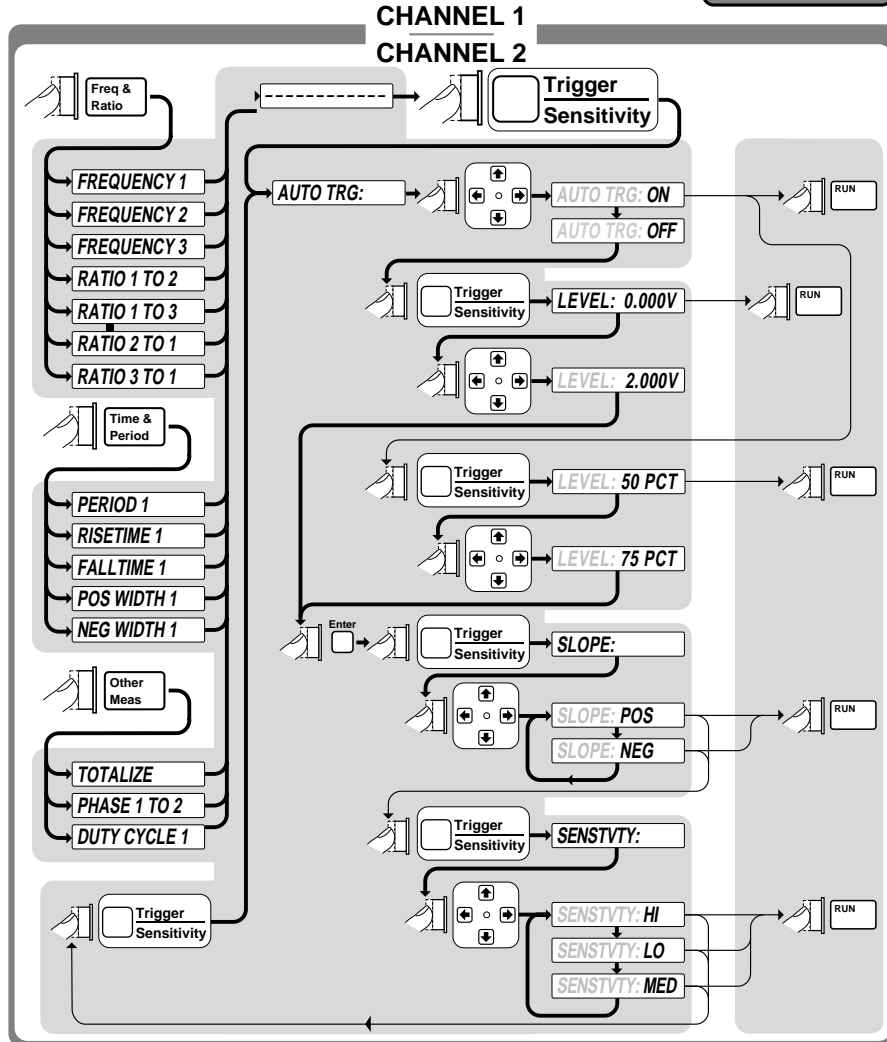 CHANNEL 1
CHANNEL 2
Freq &
Ratio
- - - - - - - - - - - - - -
Trigger
Sensitivity
FREQUENCY 1
FREQUENCY 2
FREQUENCY 3
RATIO 1 TO 2
RATIO 1 TO 3
RATIO 2 TO 1
RATIO 3 TO 1
AUTO TRG:
AUTO TRG: ON
AUTO TRG: OFF
RUN
Trigger
Sensitivity
LEVEL: 0.000V
RUN
LEVEL: 2.000V
Time &
Period
PERIOD 1
RISETIME 1
FALLTIME 1
POS WIDTH 1
NEG WIDTH 1
Trigger
Sensitivity
LEVEL: 50 PCT
RUN
LEVEL: 75 PCT
Enter
Trigger
Sensitivity
SLOPE:
Other
Meas
SLOPE: POS
SLOPE: NEG
RUN
TOTALIZE
PHASE 1 TO 2
DUTY CYCLE 1
Trigger
Sensitivity
SENSTVTY:
Trigger
Sensitivity
SENSTVTY: HI
SENSTVTY: LO
SENSTVTY: MED
RUN